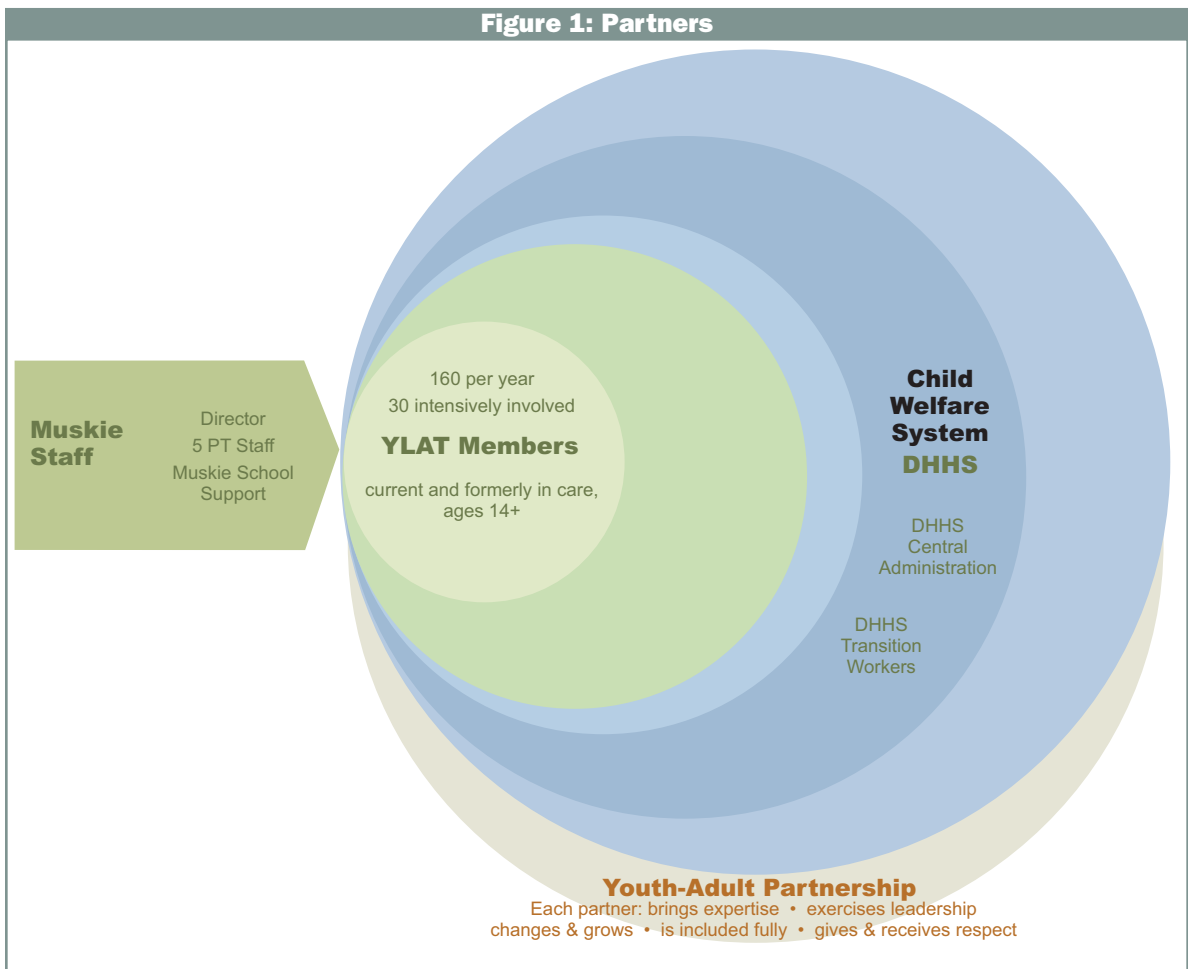 Figure 1: Partners
Muskie
Staff
Director
5 PT Staff
Muskie School
Support
160 per year
30 intensively involved
YLAT Members
current and formerly in care,
ages 14+
Child
Welfare
System
DHHS
DHHS
Central
Administration
DHHS
Transition
Workers
Youth-Adult Partnership
Each partner: brings expertise • exercises leadership
changes & grows • is included fully • gives & receives respect